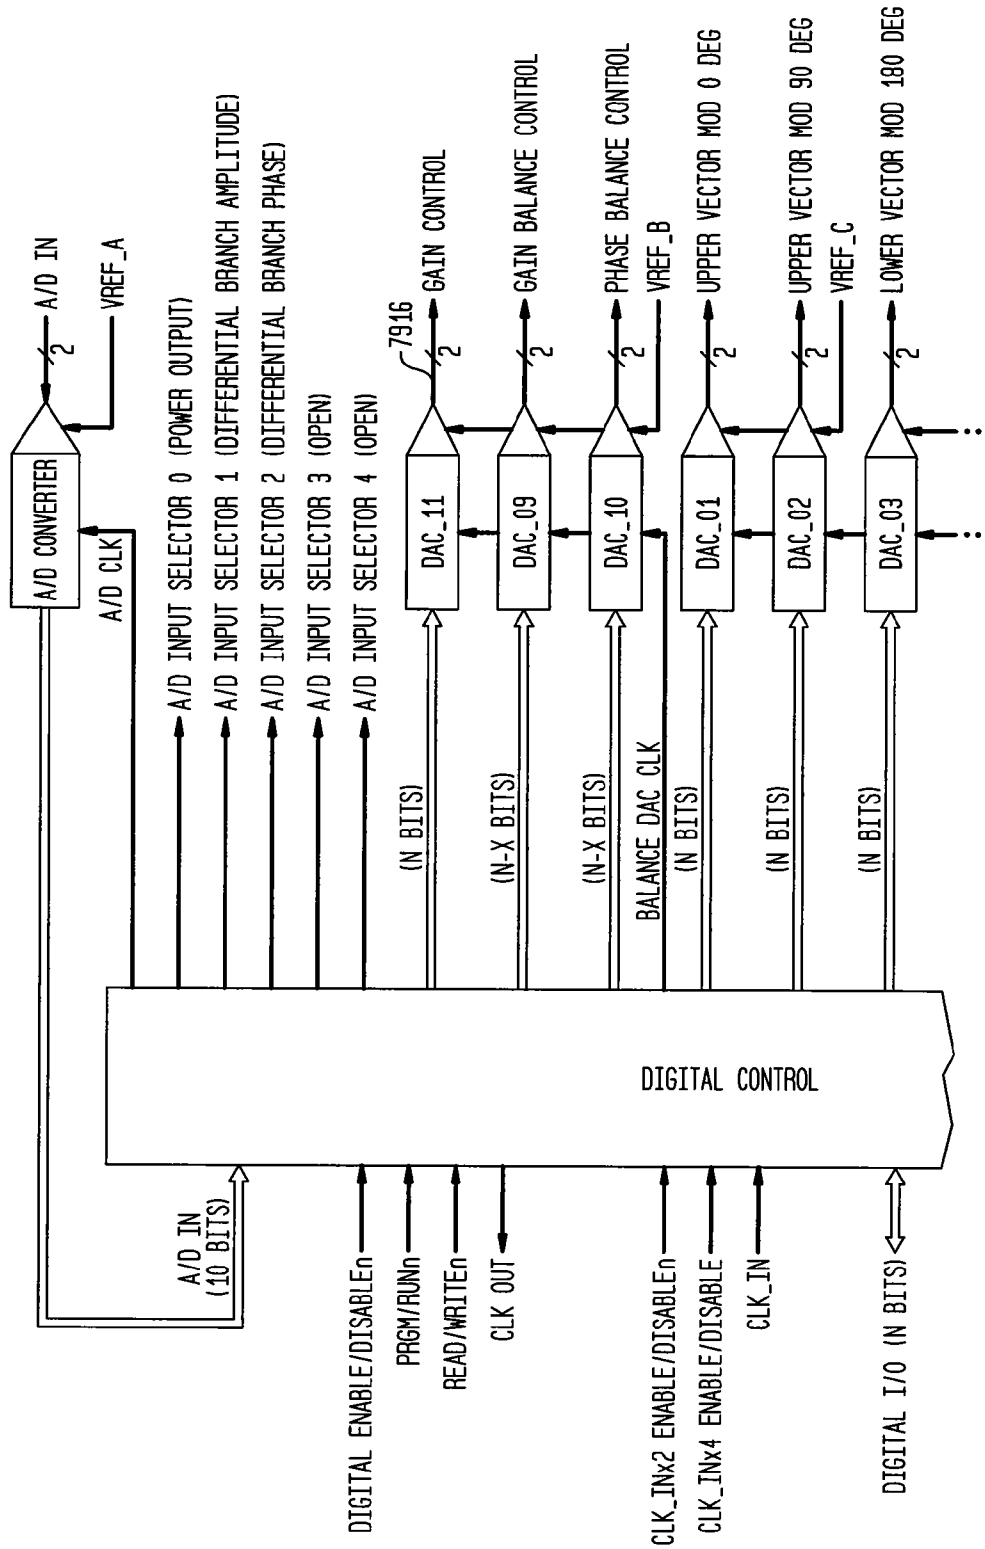 A/D IN
2
VREF_A
A/D CONVERTER
A/D CLK
A/D INPUT SELECTOR 0 (POWER OUTPUT)
A/D INPUT SELECTOR 1 (DIFFERENTIAL BRANCH AMPLITUDE)
A/D INPUT SELECTOR 2 (DIFFERENTIAL BRANCH PHASE)
A/D INPUT SELECTOR 3 (OPEN)
A/D INPUT SELECTOR 4 (OPEN)
A/D IN
(10 BITS)
DIGITAL ENABLE/DISABLEn
PRGM/RUNn
READ/WRITEn
CLK OUT
CLK_INx2 ENABLE/DISABLEn
CLK_INx4 ENABLE/DISABLE
CLK_IN
DIGITAL I/O (N BITS)
DIGITAL CONTROL
(N BITS)
DAC_11
7916
2
GAIN CONTROL
(N-X BITS)
DAC_09
2
GAIN BALANCE CONTROL
(N-X BITS)
DAC_10
2
PHASE BALANCE CONTROL
VREF_B
BALANCE DAC CLK
(N BITS)
DAC_01
2
UPPER VECTOR MOD 0 DEG
(N BITS)
DAC_02
2
UPPER VECTOR MOD 90 DEG
VREF_C
(N BITS)
DAC_03
2
LOWER VECTOR MOD 180 DEG